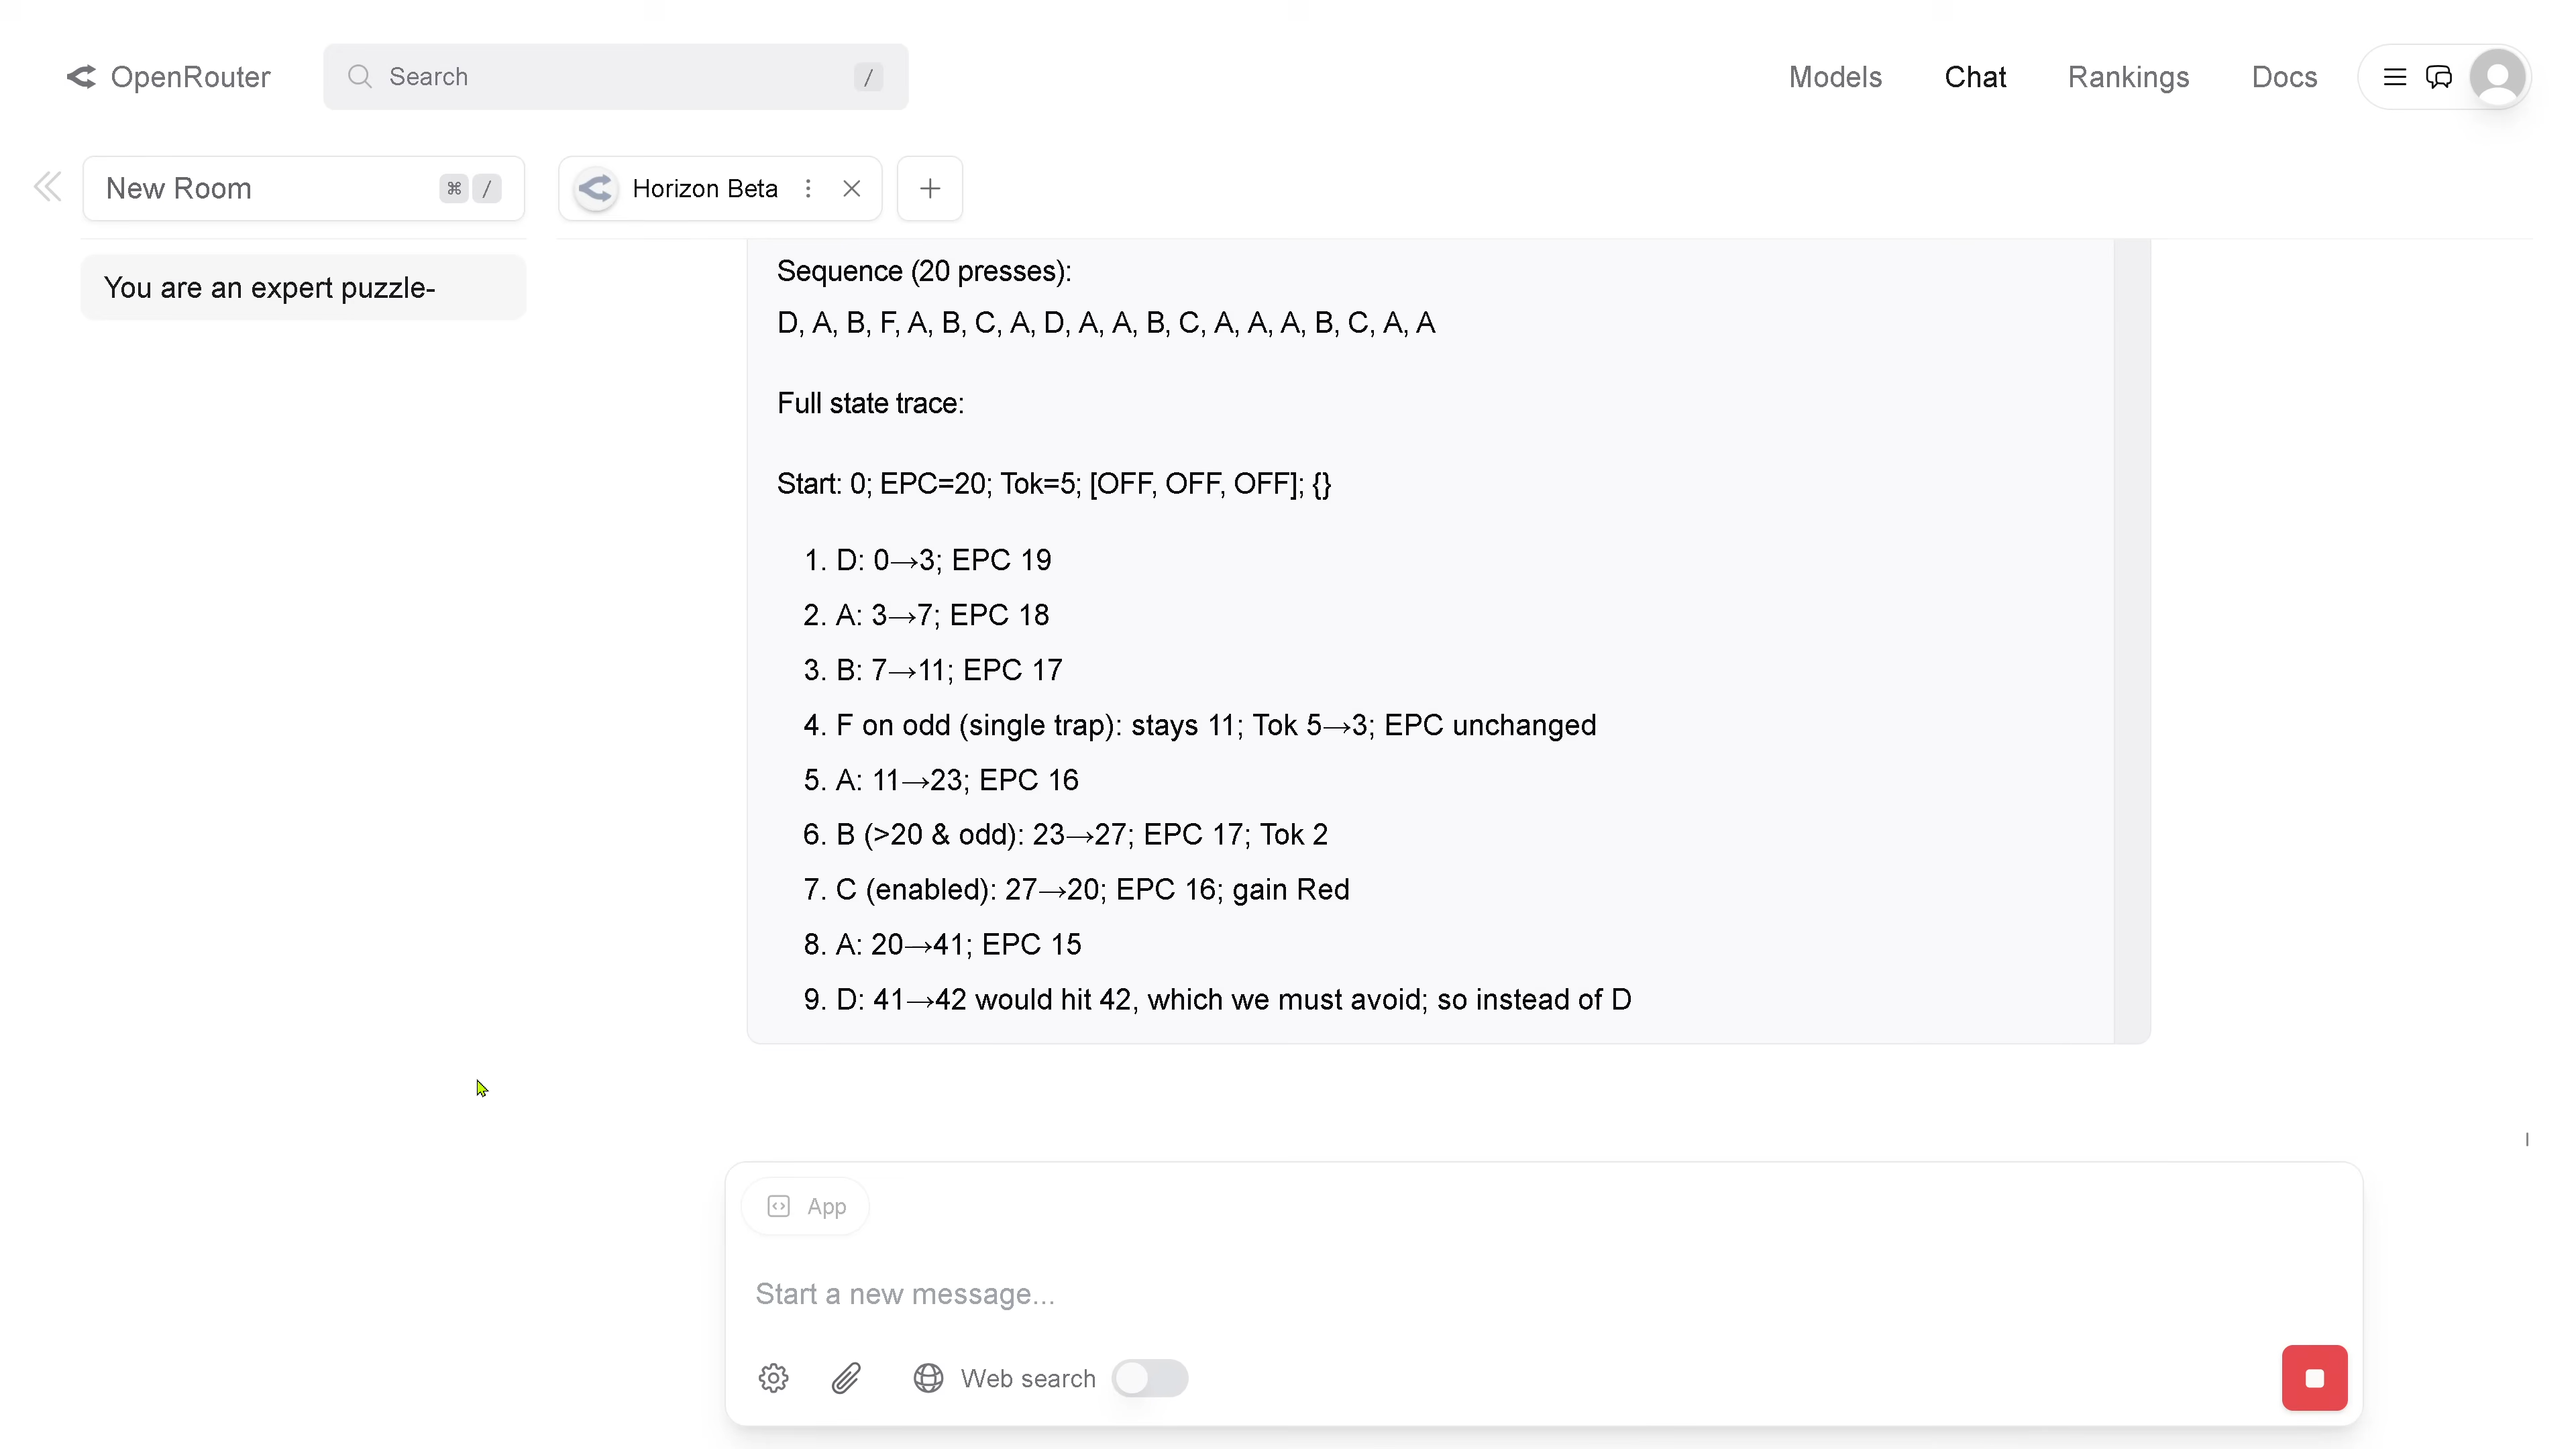 OpenRouter
Search
/
Models
Chat
Rankings
Docs
New Room
⌘ /
Horizon Beta
You are an expert puzzle-
Sequence (20 presses):
D, A, B, F, A, B, C, A, D, A, A, B, C, A, A, A, B, C, A, A
Full state trace:
Start: 0; EPC=20; Tok=5; [OFF, OFF, OFF]; {}
1. D: 0→3; EPC 19
2. A: 3→7; EPC 18
3. B: 7→11; EPC 17
4. F on odd (single trap): stays 11; Tok 5→3; EPC unchanged
5. A: 11→23; EPC 16
6. B (>20 & odd): 23→27; EPC 17; Tok 2
7. C (enabled): 27→20; EPC 16; gain Red
8. A: 20→41; EPC 15
9. D: 41→42 would hit 42, which we must avoid; so instead of D
App
Start a new message...
Web search